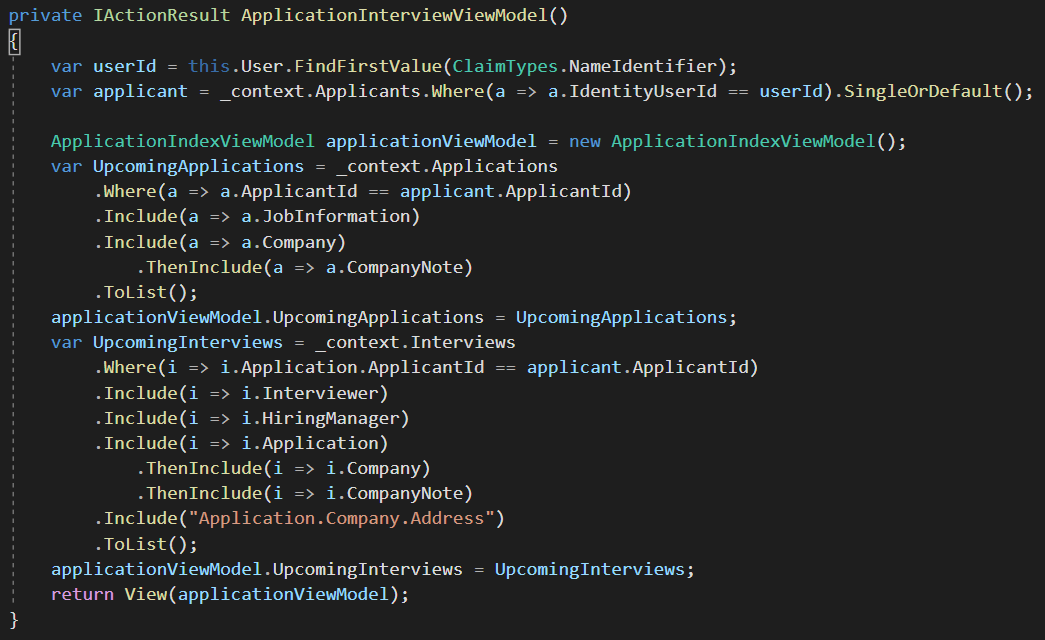 private IActionResult ApplicationInterviewViewModel()
{
    var userId = this.User.FindFirstValue(ClaimTypes.NameIdentifier);
    var applicant = _context.Applicants.Where(a => a.IdentityUserId == userId).SingleOrDefault();

    ApplicationIndexViewModel applicationViewModel = new ApplicationIndexViewModel();
    var UpcomingApplications = _context.Applications
        .Where(a => a.ApplicantId == applicant.ApplicantId)
        .Include(a => a.JobInformation)
        .Include(a => a.Company)
            .ThenInclude(a => a.CompanyNote)
        .ToList();
    applicationViewModel.UpcomingApplications = UpcomingApplications;
    var UpcomingInterviews = _context.Interviews
        .Where(i => i.Application.ApplicantId == applicant.ApplicantId)
        .Include(i => i.Interviewer)
        .Include(i => i.HiringManager)
        .Include(i => i.Application)
            .ThenInclude(i => i.Company)
            .ThenInclude(i => i.CompanyNote)
        .Include("Application.Company.Address")
        .ToList();
    applicationViewModel.UpcomingInterviews = UpcomingInterviews;
    return View(applicationViewModel);
}